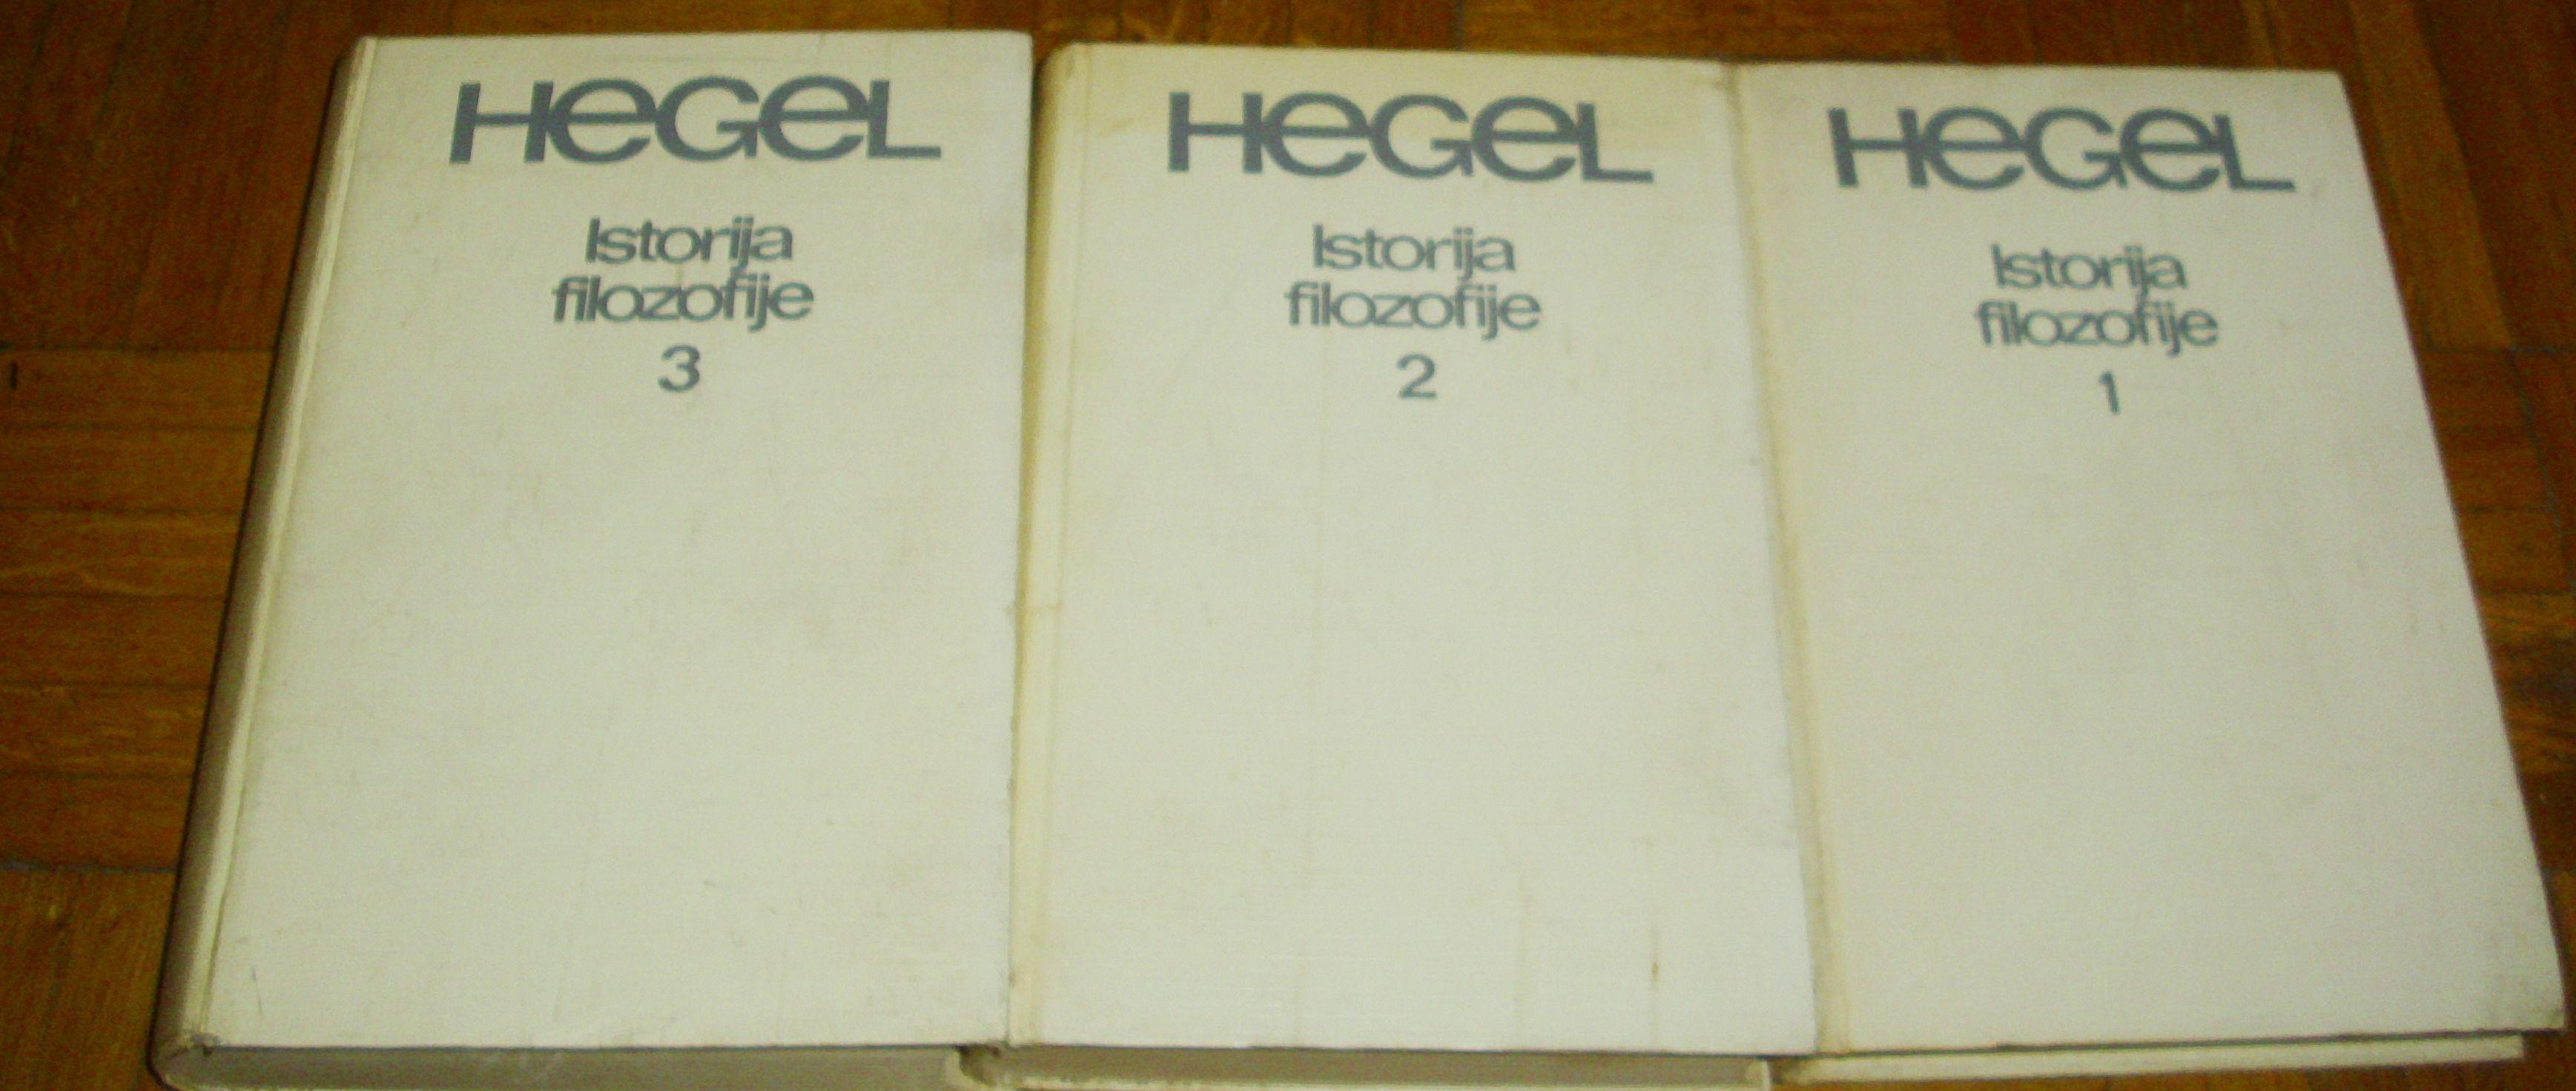 HeGeL
Istorija
filozofije
3
HeGeL
Istorija
filozofije
2
HeGeL
Istorija
filozofije
1